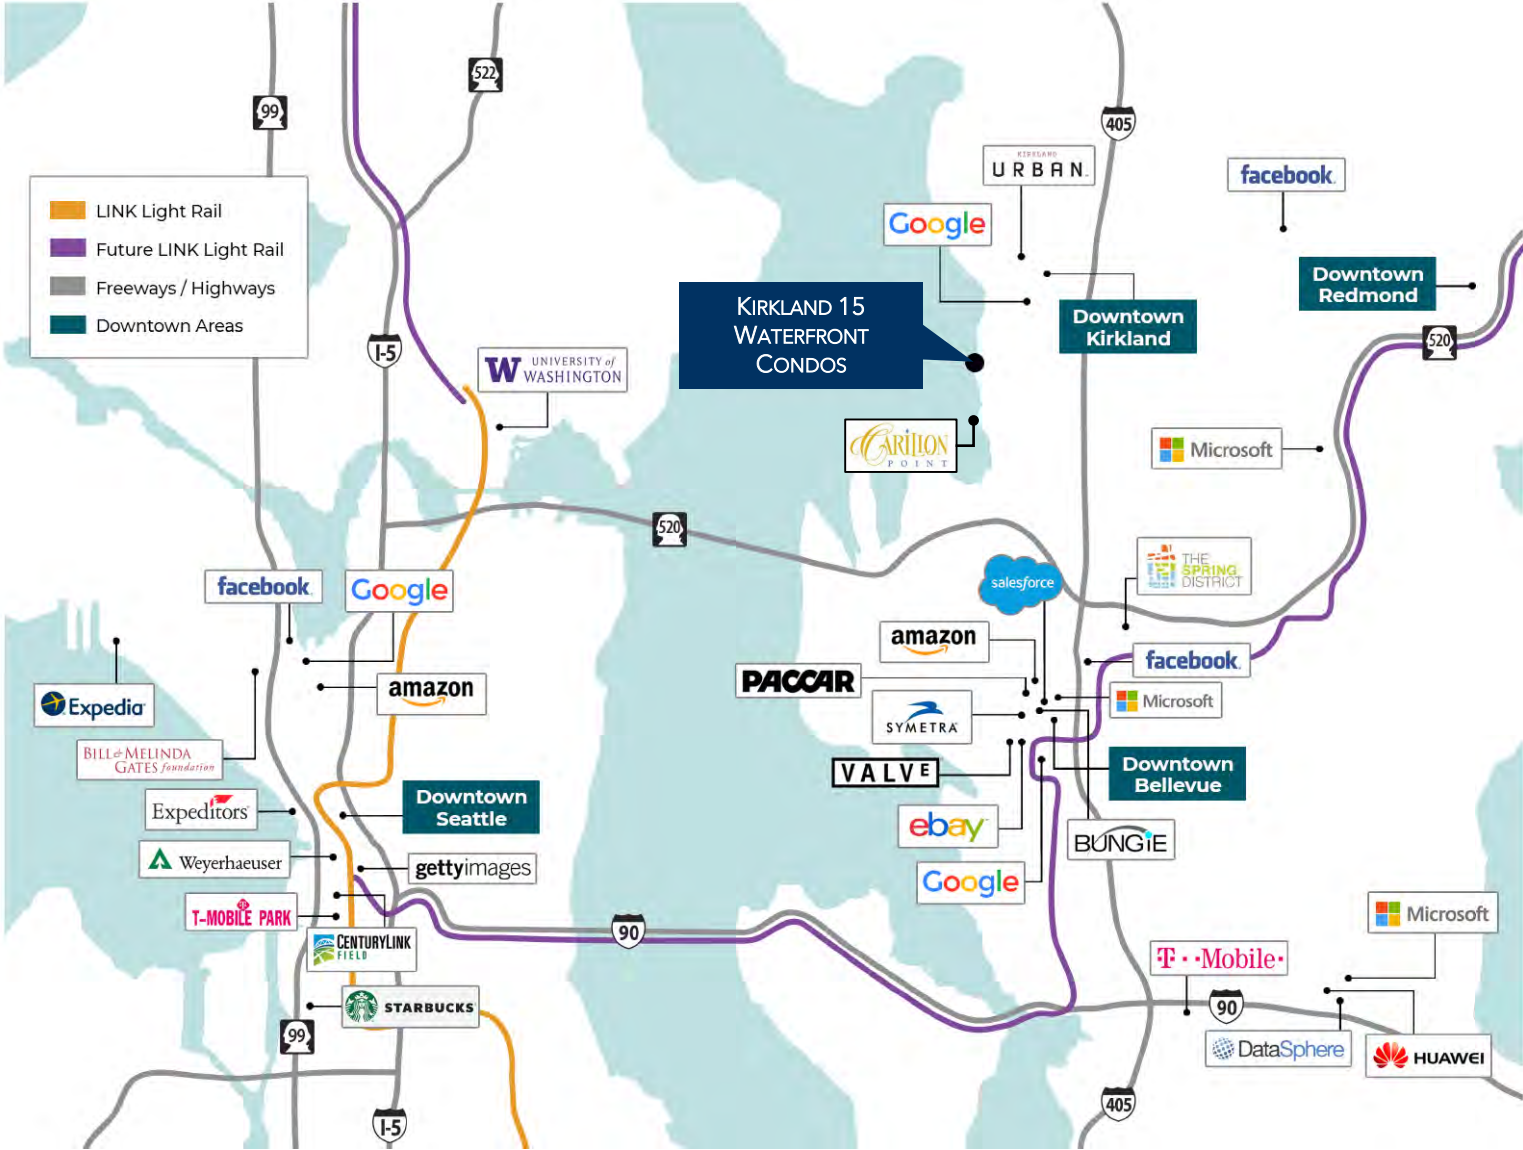 522
99
405
KIRKLAND
URBAN
facebook
LINK Light Rail
Future LINK Light Rail
Freeways / Highways
Downtown Areas
Google
Downtown
Redmond
KIRKLAND 15
WATERFRONT
CONDOS
Downtown
Kirkland
I-5
520
W
UNIVERSITY of
WASHINGTON
CARILLON
POINT
Microsoft
520
THE
SPRING
DISTRICT
facebook
Google
salesforce
amazon
facebook
PACCAR
amazon
Microsoft
Expedia
SYMETRA
BILL & MELINDA
GATES foundation
VALVE
Downtown
Bellevue
Expeditors
Downtown
Seattle
ebay
BUNGiE
Weyerhaeuser
gettyimages
Google
T-MOBILE PARK
Microsoft
90
CENTURYLINK
FIELD
T··Mobile·
STARBUCKS
90
99
DataSphere
HUAWEI
405
I-5